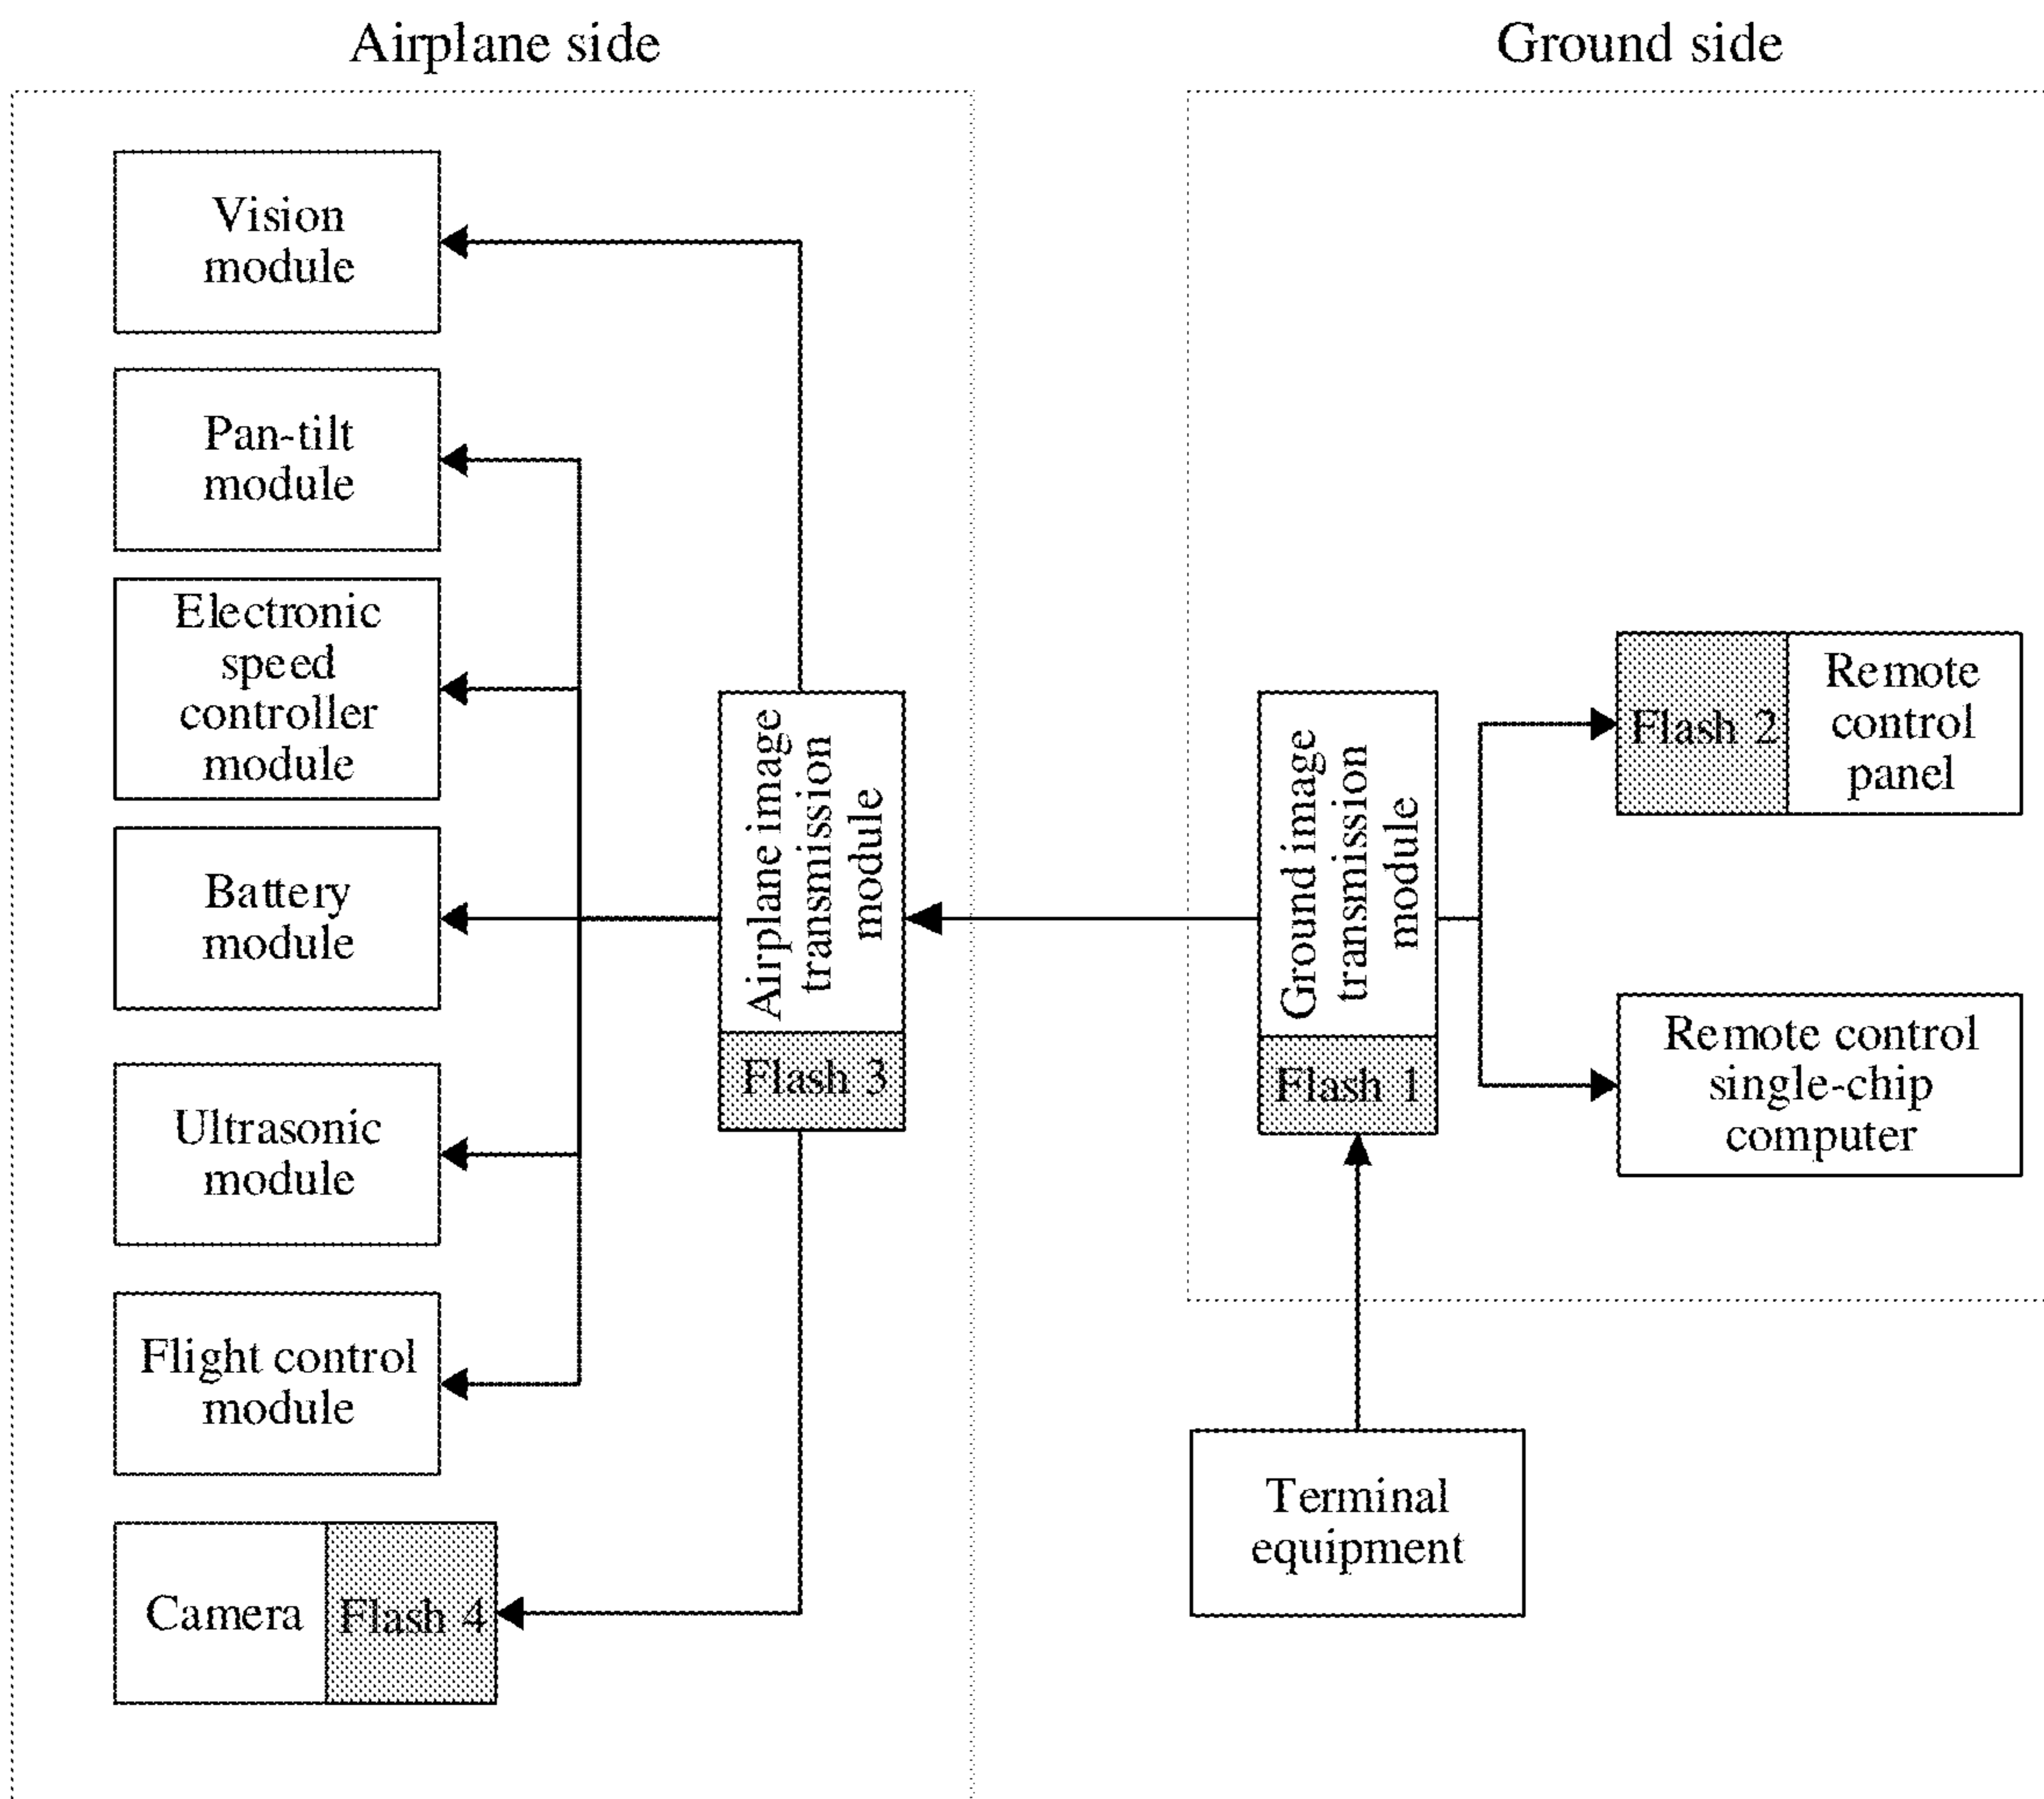 Airplane side
Ground side
Vision
module
Pan-tilt
module
Electronic
speed
controller
module
Battery
module
Ultrasonic
module
Flight control
module
Camera
Flash 4
Airplane image
transmission
module
Flash 3
Ground image
transmission
module
Flash 1
Flash 2
Remote
control
panel
Remote control
single-chip
computer
Terminal
equipment